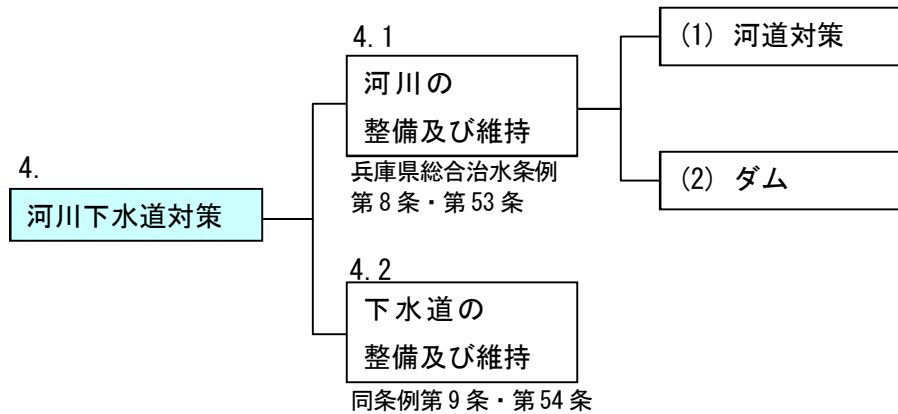 4.
河川下水道対策
4.1
河川の
整備及び維持
兵庫県総合治水条例
第8条・第53条
(1) 河道対策
(2) ダム
4.2
下水道の
整備及び維持
同条例第9条・第54条